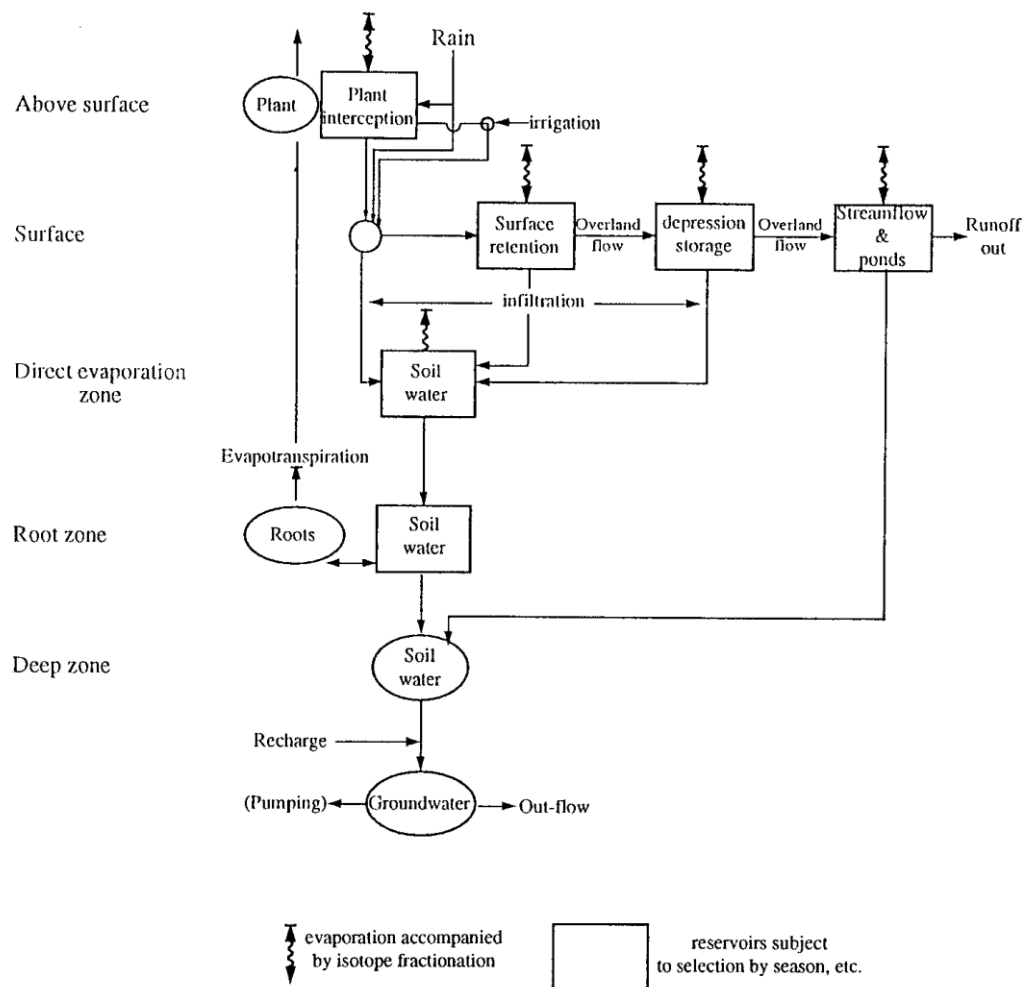 Rain
Above surface
Plant
Plant
interception
irrigation
Surface
Surface
retention
Overland
flow
depression
storage
Overland
flow
Streamflow
&
ponds
Runoff
out
infiltration
Direct evaporation
zone
Soil
water
Evapotranspiration
Root zone
Roots
Soil
water
Deep zone
Soil
water
Recharge
(Pumping)
Groundwater
Out-flow
evaporation accompanied
by isotope fractionation
reservoirs subject
to selection by season, etc.